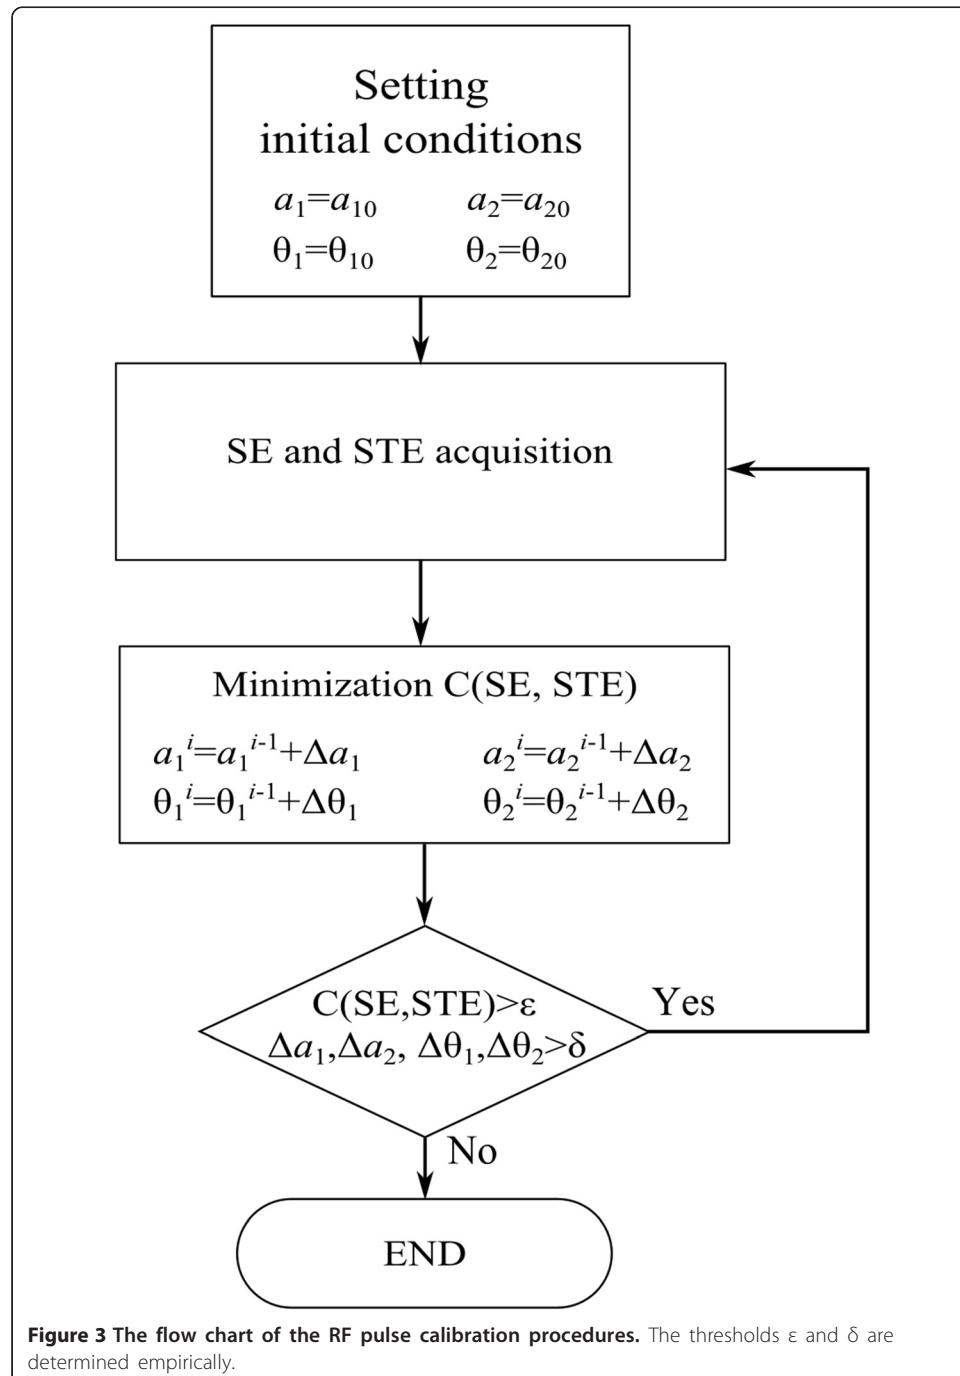 Setting
initial conditions
a₁=a₁₀ a₂=a₂₀
θ₁=θ₁₀ θ₂=θ₂₀
SE and STE acquisition
Minimization C(SE, STE)
a₁ⁱ=a₁ⁱ⁻¹+Δa₁ a₂ⁱ=a₂ⁱ⁻¹+Δa₂
θ₁ⁱ=θ₁ⁱ⁻¹+Δθ₁ θ₂ⁱ=θ₂ⁱ⁻¹+Δθ₂
C(SE,STE)>ε
Δa₁,Δa₂, Δθ₁,Δθ₂>δ
Yes
No
END
Figure 3 The flow chart of the RF pulse calibration procedures. The thresholds ε and δ are
determined empirically.